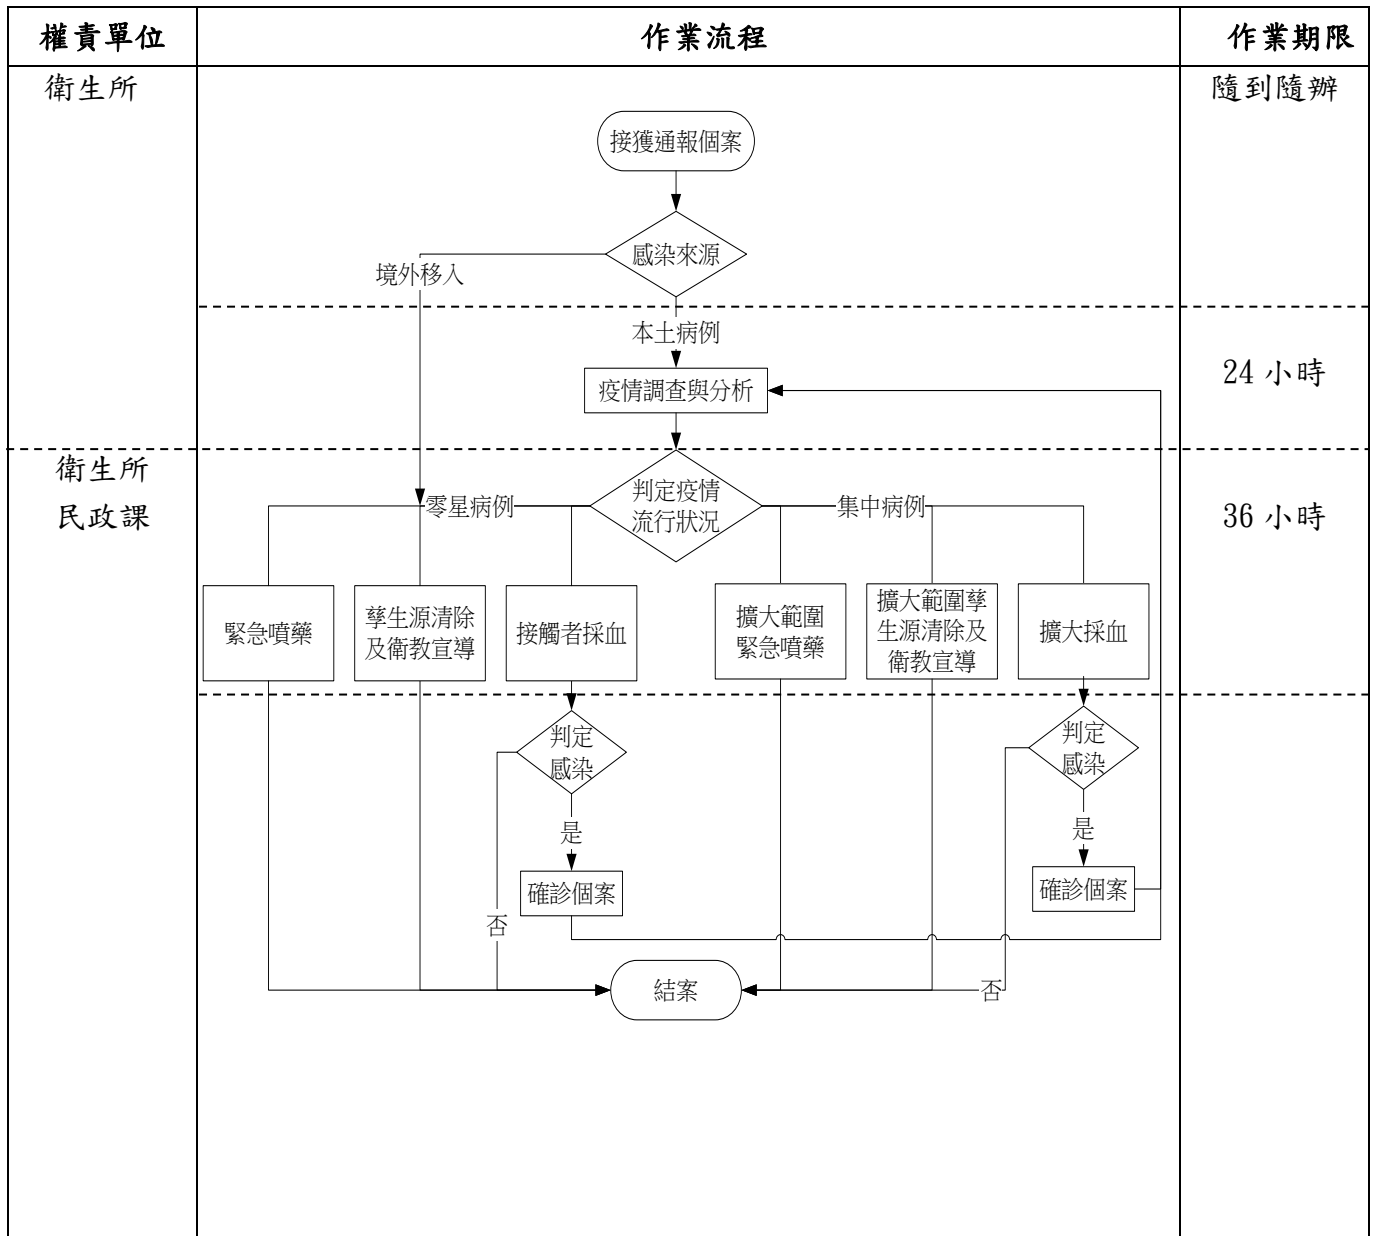 權責單位
作業流程
作業期限
衛生所
隨到隨辦
接獲通報個案
感染來源
境外移入
本土病例
24 小時
疫情調查與分析
衛生所
民政課
36 小時
判定疫情
流行狀況
零星病例
集中病例
緊急噴藥
孳生源清除
及衛教宣導
接觸者採血
擴大範圍
緊急噴藥
擴大範圍孳
生源清除及
衛教宣導
擴大採血
判定
感染
判定
感染
是
是
確診個案
確診個案
否
否
結案